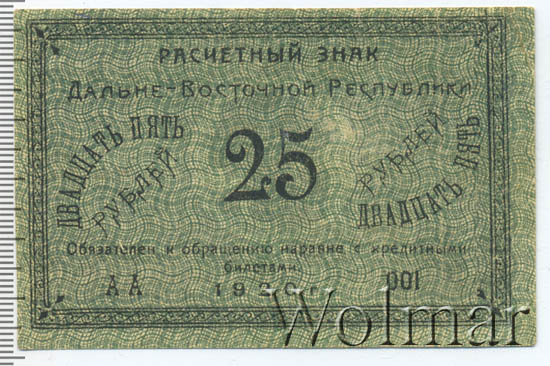 РАСЧЕТНЫЙ ЗНАК
Дальне-Восточной Республики
ДВАДЦАТЬ ПЯТЬ
РУБЛЕЙ
25
РУБЛЕЙ
ДВАДЦАТЬ ПЯТЬ
Обязателен к обращению наравне с кредитными
билетами.
АА
1920 г.
001
Wolmar